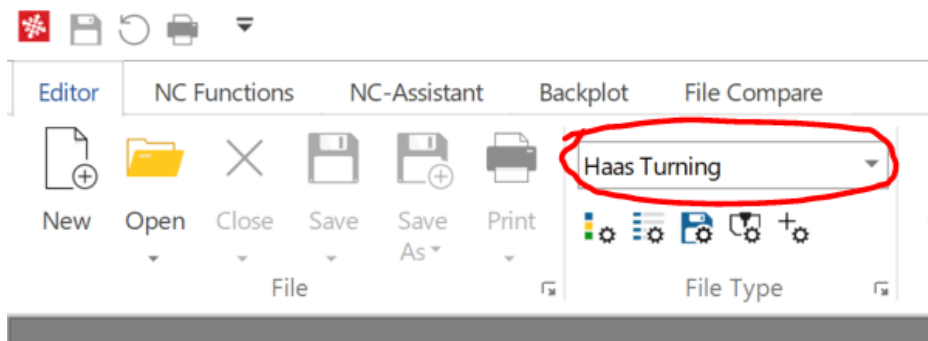 Editor NC Functions NC-Assistant Backplot File Compare
Haas Turning
New Open Close Save Save As Print
File File Type